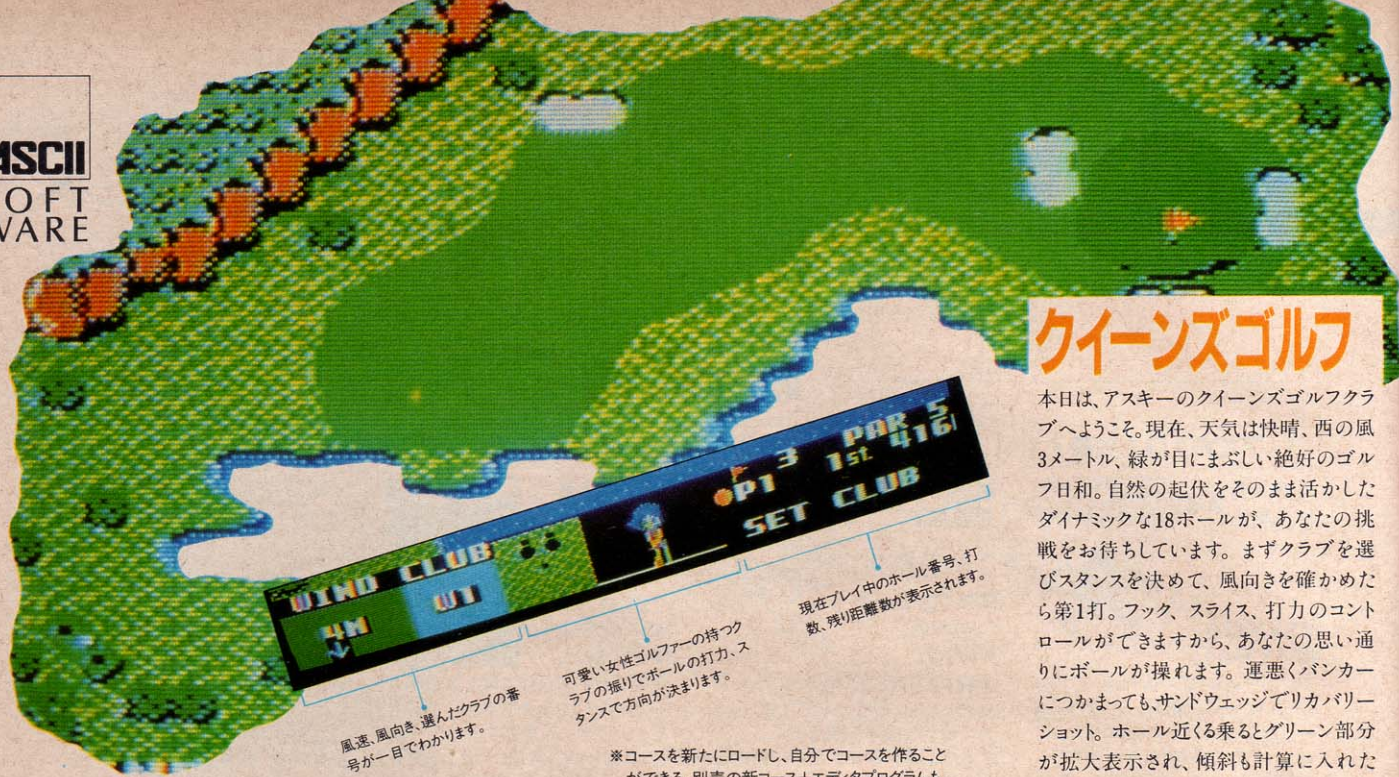 ASCII
SOFT
WARE
WIND CLUB
4M
W1
P1
3 PAR 5
1st. 416
SET CLUB
風速、風向き、選んだクラブの番
号が一目でわかります。
可愛い女性ゴルファーの持つク
ラブの振りでボールの打力、ス
タンスで方向が決まります。
現在プレイ中のホール番号、打
数、残り距離数が表示されます。
※コースを新たにロードし、自分でコースを作ること
クイーンズゴルフ
本日は、アスキーのクイーンズゴルフクラ
ブへようこそ。現在、天気は快晴、西の風
3メートル、緑が目にまぶしい絶好のゴル
フ日和。自然の起伏をそのまま活かした
ダイナミックな18ホールが、あなたの挑
戦をお待ちしています。まずクラブを選
びスタンスを決めて、風向きを確かめた
ら第1打。フック、スライス、打力のコント
ロールができますから、あなたの思い通
りにボールが操れます。運悪くバンカー
につかまっても、サンドウェッジでリカバリー
ショット。ホール近くる乗るとグリーン部分
が拡大表示され、傾斜も計算に入れた